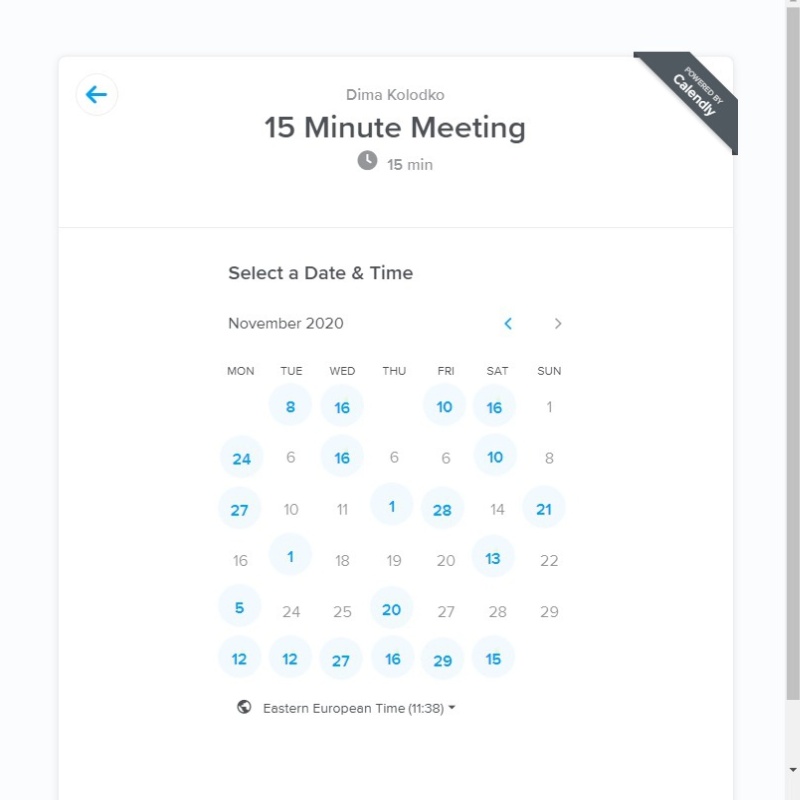 POWERED BY
Calendly
Dima Kolodko
15 Minute Meeting
15 min
Select a Date & Time
November 2020
MON TUE WED THU FRI SAT SUN
8 16 10 16 1
24 6 16 6 6 10 8
27 10 11 1 28 14 21
16 1 18 19 20 13 22
5 24 25 20 27 28 29
12 12 27 16 29 15
Eastern European Time (11:38)